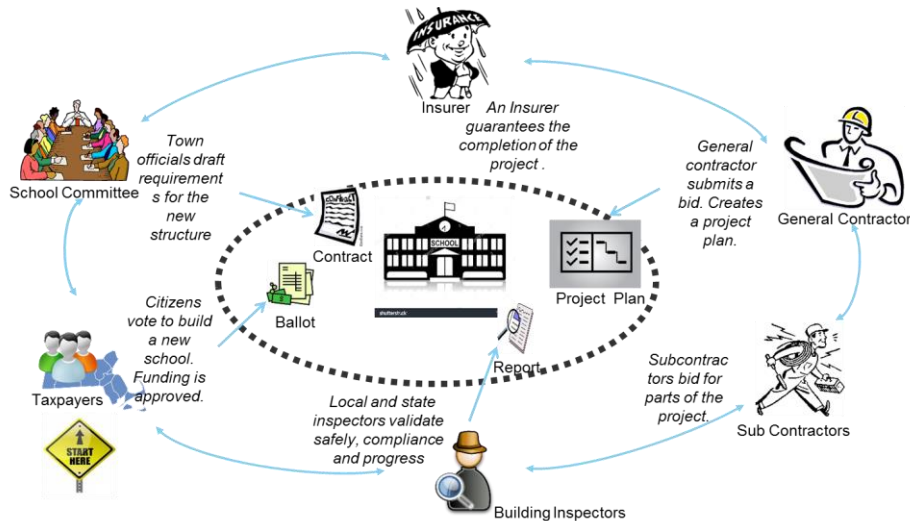 INSURANCE
Insurer
An Insurer
guarantees the
completion of the
project .
School Committee
Town
officials draft
requirement
s for the
new
structure
General
contractor
submits a
bid. Creates
a project
plan.
General Contractor
CONTRACT
Contract
SCHOOL
Project Plan
Ballot
Report
Citizens
vote to build
a new
school.
Funding is
approved.
Taxpayers
START
HERE
Local and state
inspectors validate
safely, compliance
and progress
Subcontrac
tors bid for
parts of the
project.
Sub Contractors
Building Inspectors